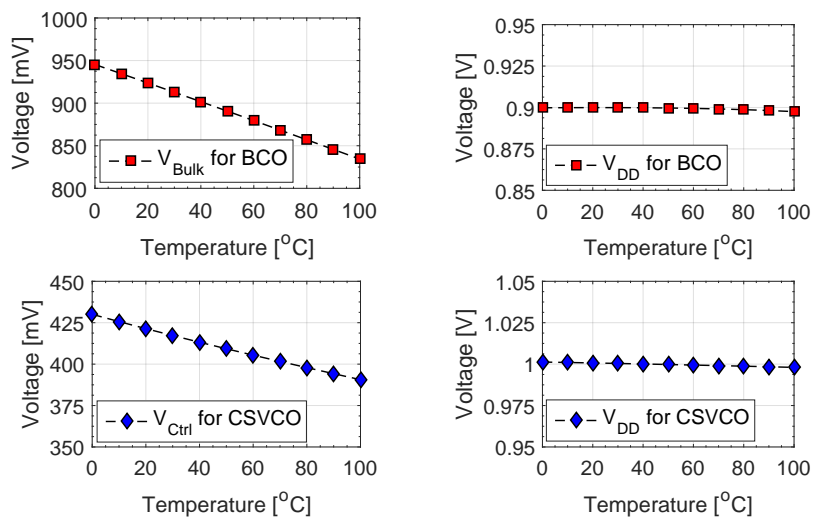 1000
950
900
850
800
Voltage [mV]
V_Bulk for BCO
0 20 40 60 80 100
Temperature [°C]
0.95
0.925
0.9
0.875
0.85
Voltage [V]
V_DD for BCO
0 20 40 60 80 100
Temperature [°C]
450
425
400
375
350
Voltage [mV]
V_Ctrl for CSVCO
0 20 40 60 80 100
Temperature [°C]
1.05
1.025
1
0.975
0.95
Voltage [V]
V_DD for CSVCO
0 20 40 60 80 100
Temperature [°C]